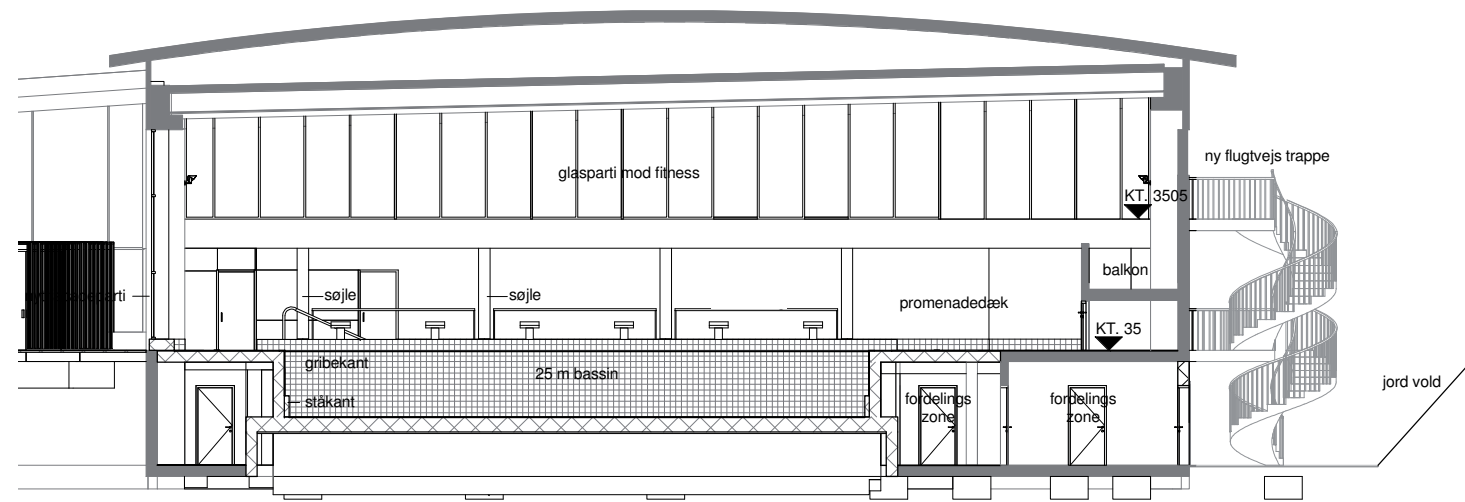 ny flugtvejs trappe
glasparti mod fitness
KT. 3505
balkon
søjle
søjle
promenadedæk
KT. 35
gribekant
25 m bassin
jord vold
ståkant
fordelings
zone
fordelings
zone